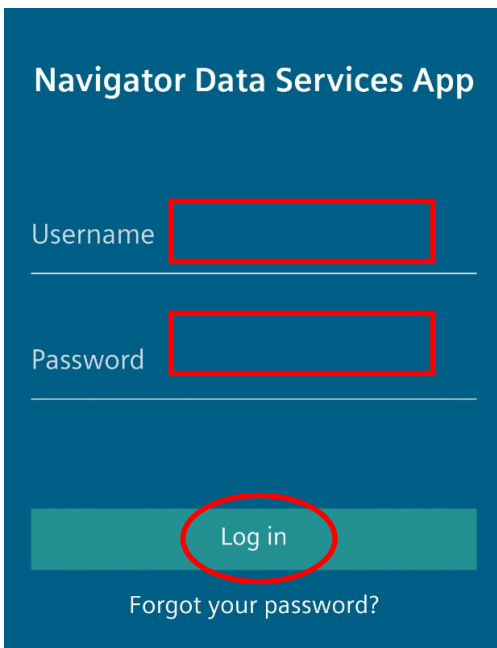 Navigator Data Services App
Username
Password
Log in
Forgot your password?